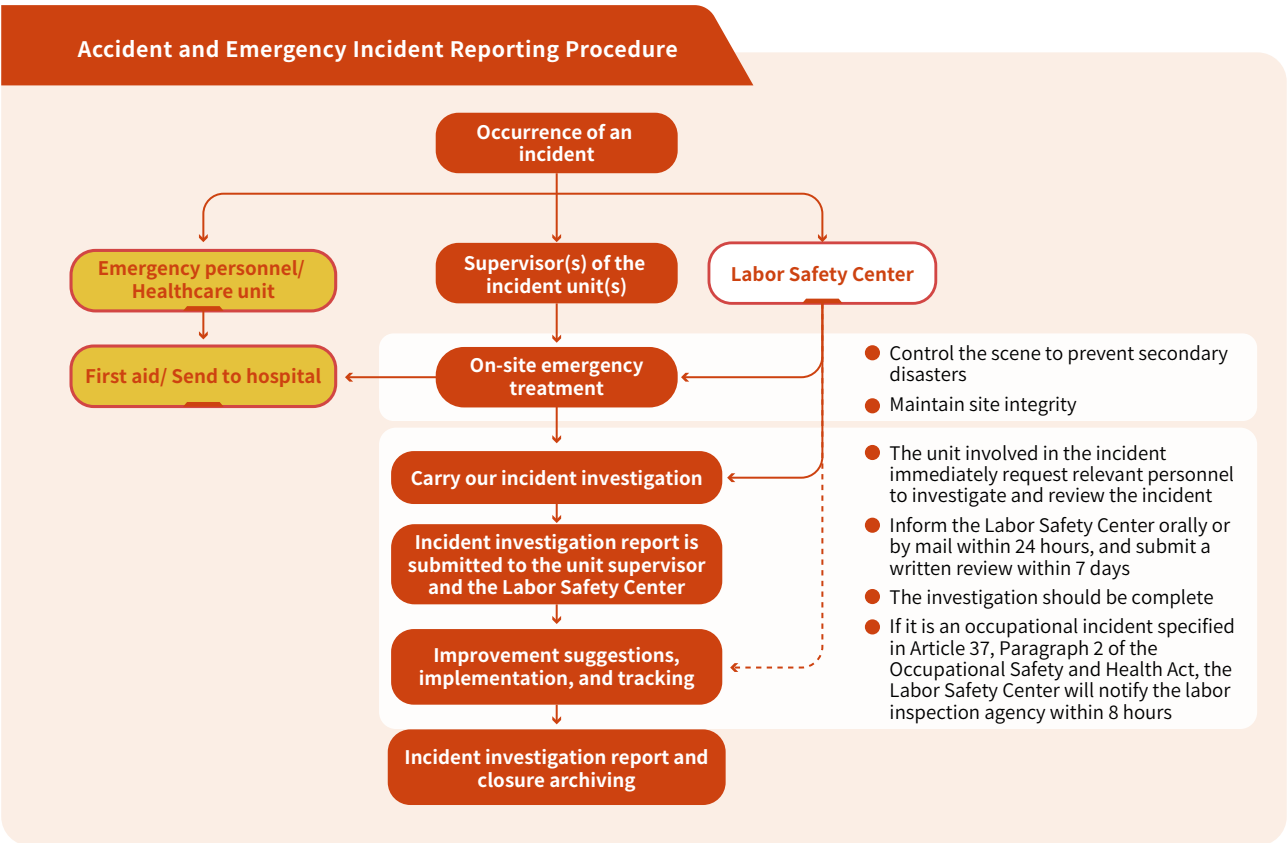 Accident and Emergency Incident Reporting Procedure
Occurrence of an
incident
Emergency personnel/
Healthcare unit
Supervisor(s) of the
incident unit(s)
Labor Safety Center
First aid/ Send to hospital
On-site emergency
treatment
Control the scene to prevent secondary
disasters
Maintain site integrity
Carry our incident investigation
Incident investigation report is
submitted to the unit supervisor
and the Labor Safety Center
Improvement suggestions,
implementation, and tracking
The unit involved in the incident
immediately request relevant personnel
to investigate and review the incident
Inform the Labor Safety Center orally or
by mail within 24 hours, and submit a
written review within 7 days
The investigation should be complete
If it is an occupational incident specified
in Article 37, Paragraph 2 of the
Occupational Safety and Health Act, the
Labor Safety Center will notify the labor
inspection agency within 8 hours
Incident investigation report and
closure archiving